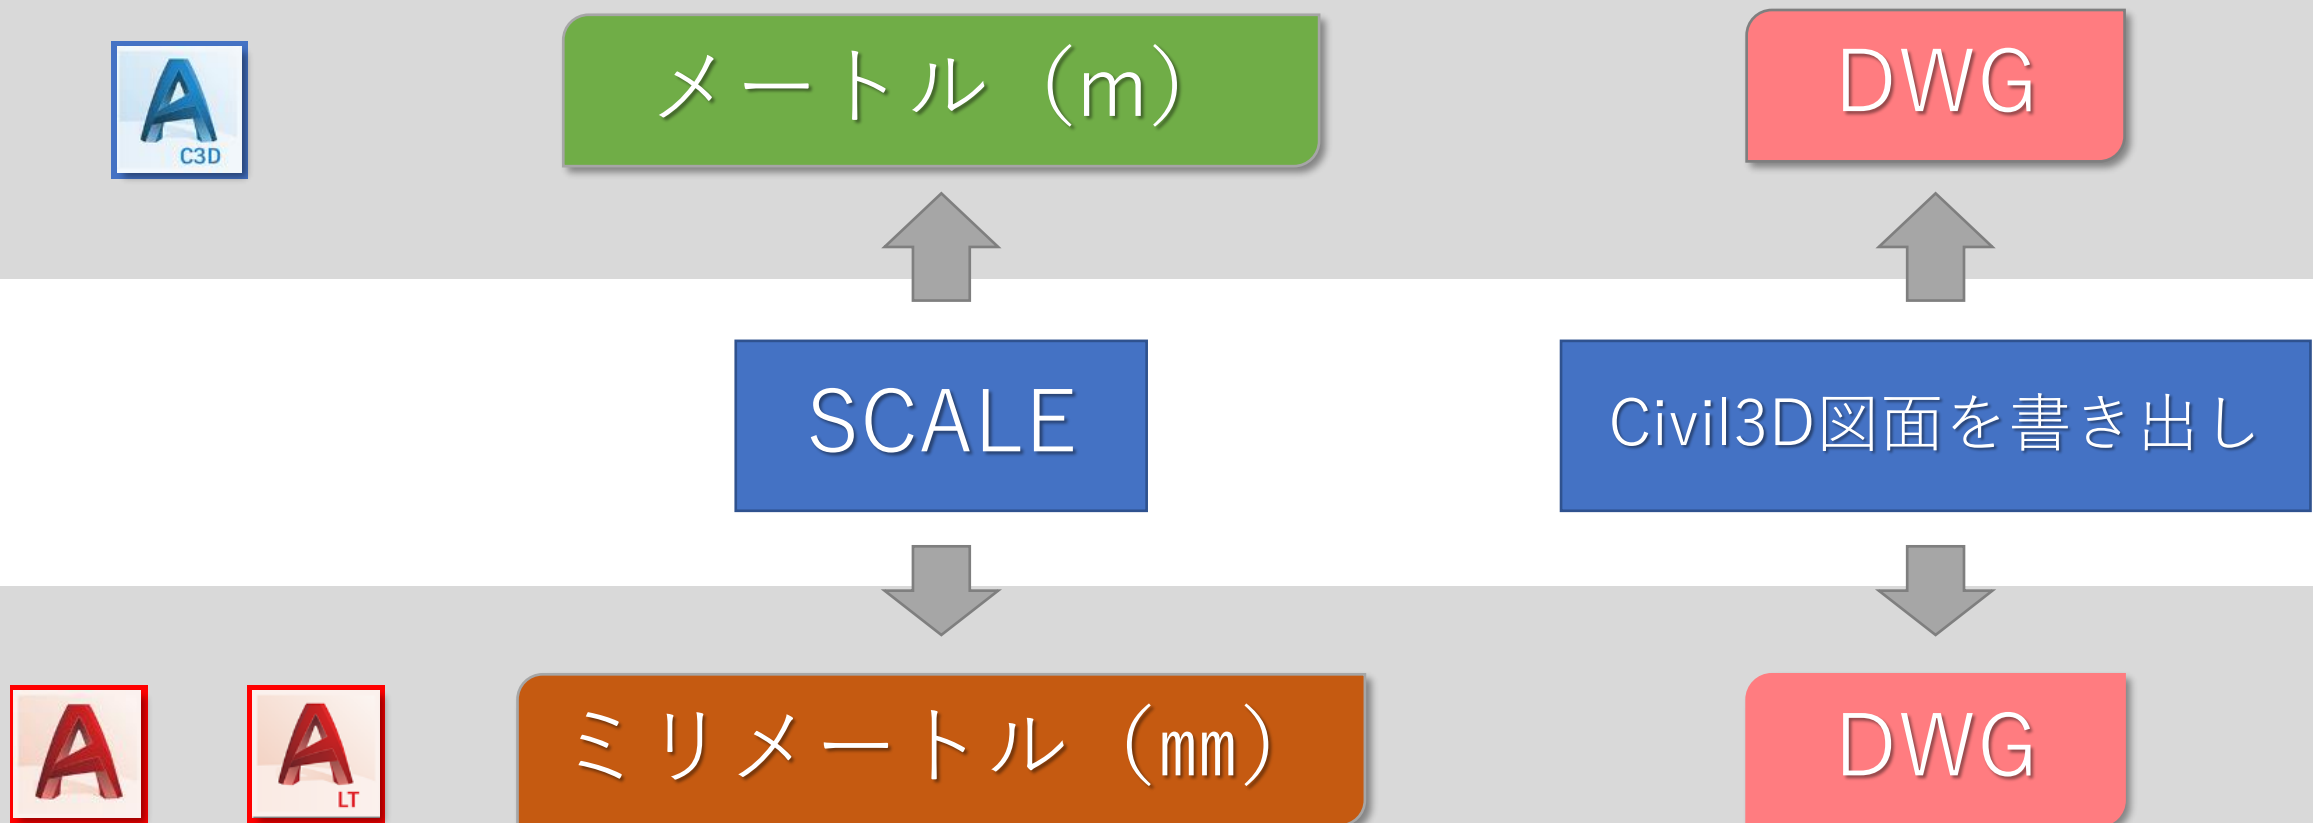 C3D
メートル（m）
DWG
SCALE
Civil3D図面を書き出し
LT
ミリメートル（㎜）
DWG